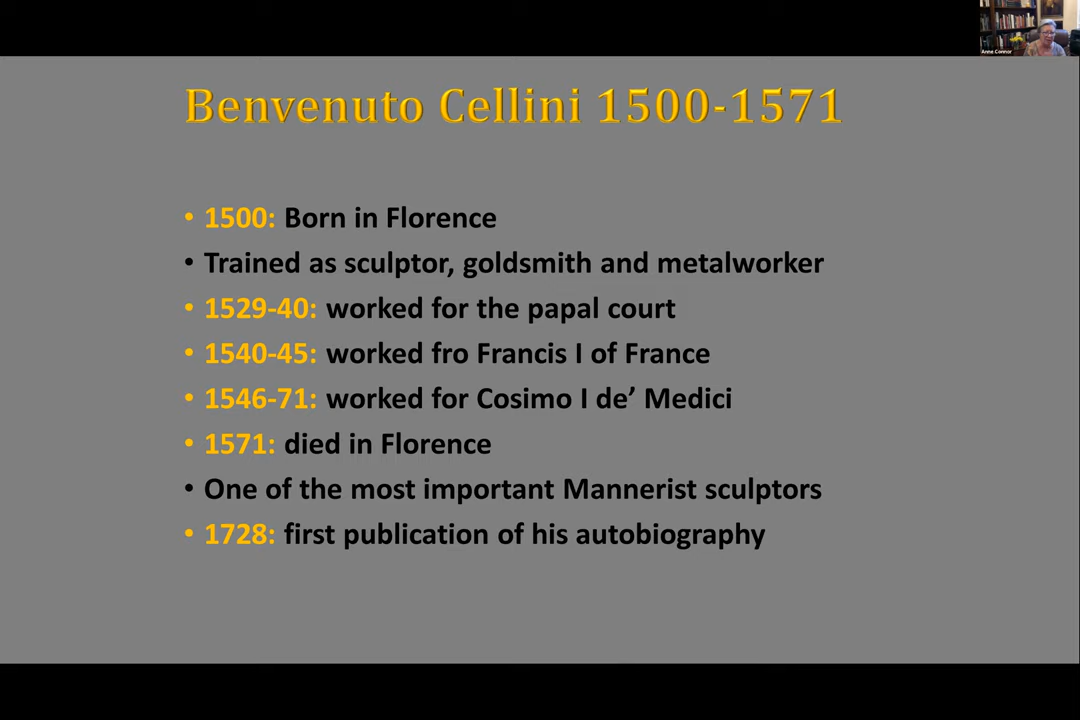 Anne Connor
Benvenuto Cellini 1500-1571
• 1500: Born in Florence
• Trained as sculptor, goldsmith and metalworker
• 1529-40: worked for the papal court
• 1540-45: worked fro Francis I of France
• 1546-71: worked for Cosimo I de’ Medici
• 1571: died in Florence
• One of the most important Mannerist sculptors
• 1728: first publication of his autobiography